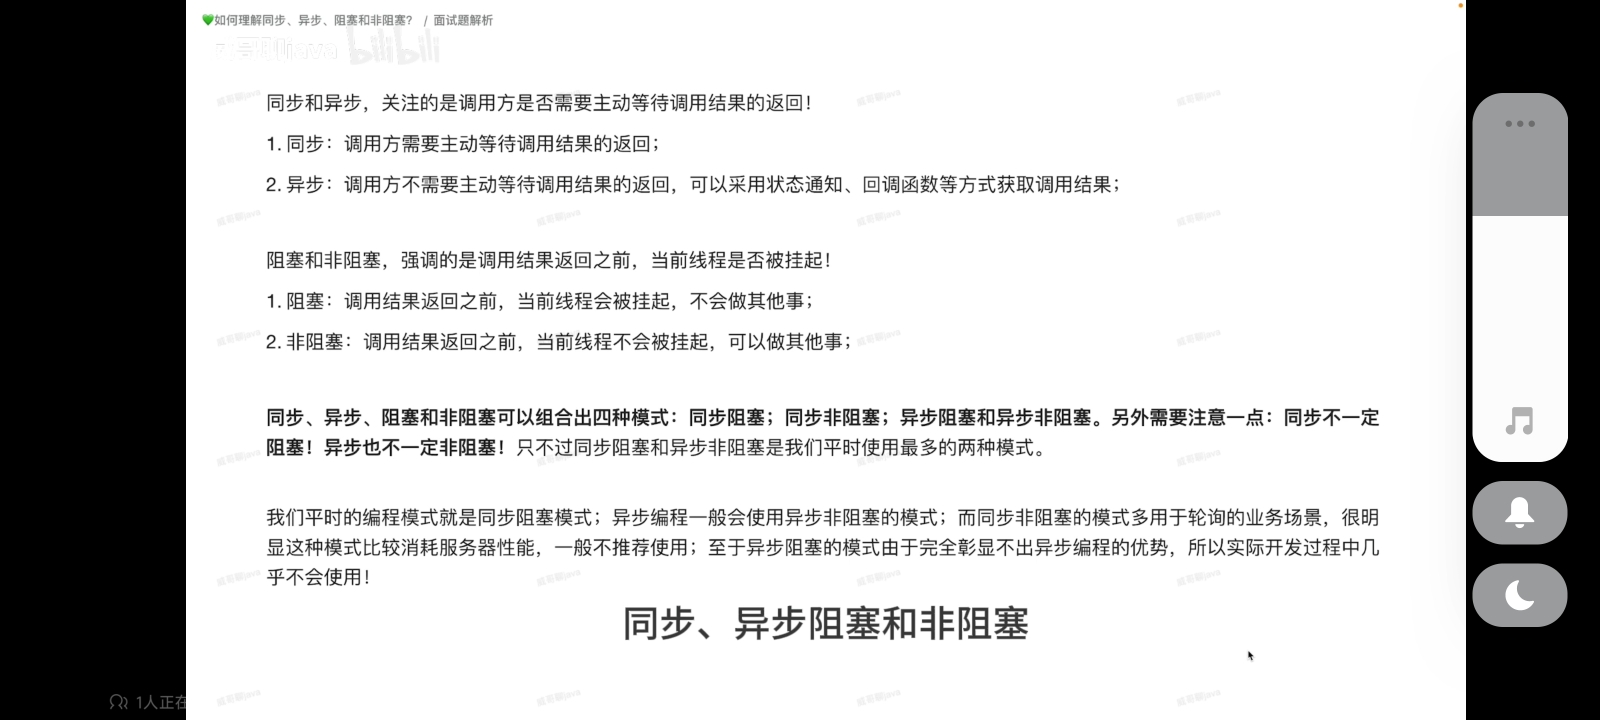 💚如何理解同步、异步、阻塞和非阻塞? / 面试题解析
bilibili
同步和异步，关注的是调用方是否需要主动等待调用结果的返回！
1. 同步：调用方需要主动等待调用结果的返回；
2. 异步：调用方不需要主动等待调用结果的返回，可以采用状态通知、回调函数等方式获取调用结果；
阻塞和非阻塞，强调的是调用结果返回之前，当前线程是否被挂起！
1. 阻塞：调用结果返回之前，当前线程会被挂起，不会做其他事；
2. 非阻塞：调用结果返回之前，当前线程不会被挂起，可以做其他事；
同步、异步、阻塞和非阻塞可以组合出四种模式：同步阻塞；同步非阻塞；异步阻塞和异步非阻塞。另外需要注意一点：同步不一定
阻塞！异步也不一定非阻塞！只不过同步阻塞和异步非阻塞是我们平时使用最多的两种模式。
我们平时的编程模式就是同步阻塞模式；异步编程一般会使用异步非阻塞的模式；而同步非阻塞的模式多用于轮询的业务场景，很明
显这种模式比较消耗服务器性能，一般不推荐使用；至于异步阻塞的模式由于完全彰显不出异步编程的优势，所以实际开发过程中几
乎不会使用！
同步、异步阻塞和非阻塞
1人正在